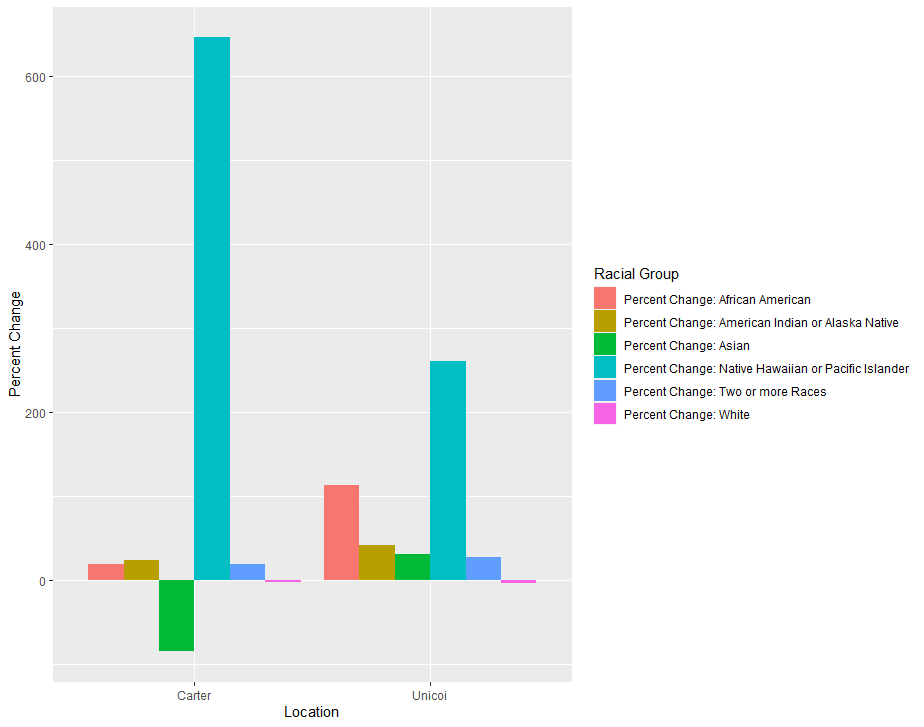 600
400
200
0
Percent Change
Carter
Unicoi
Location
Racial Group
Percent Change: African American
Percent Change: American Indian or Alaska Native
Percent Change: Asian
Percent Change: Native Hawaiian or Pacific Islander
Percent Change: Two or more Races
Percent Change: White